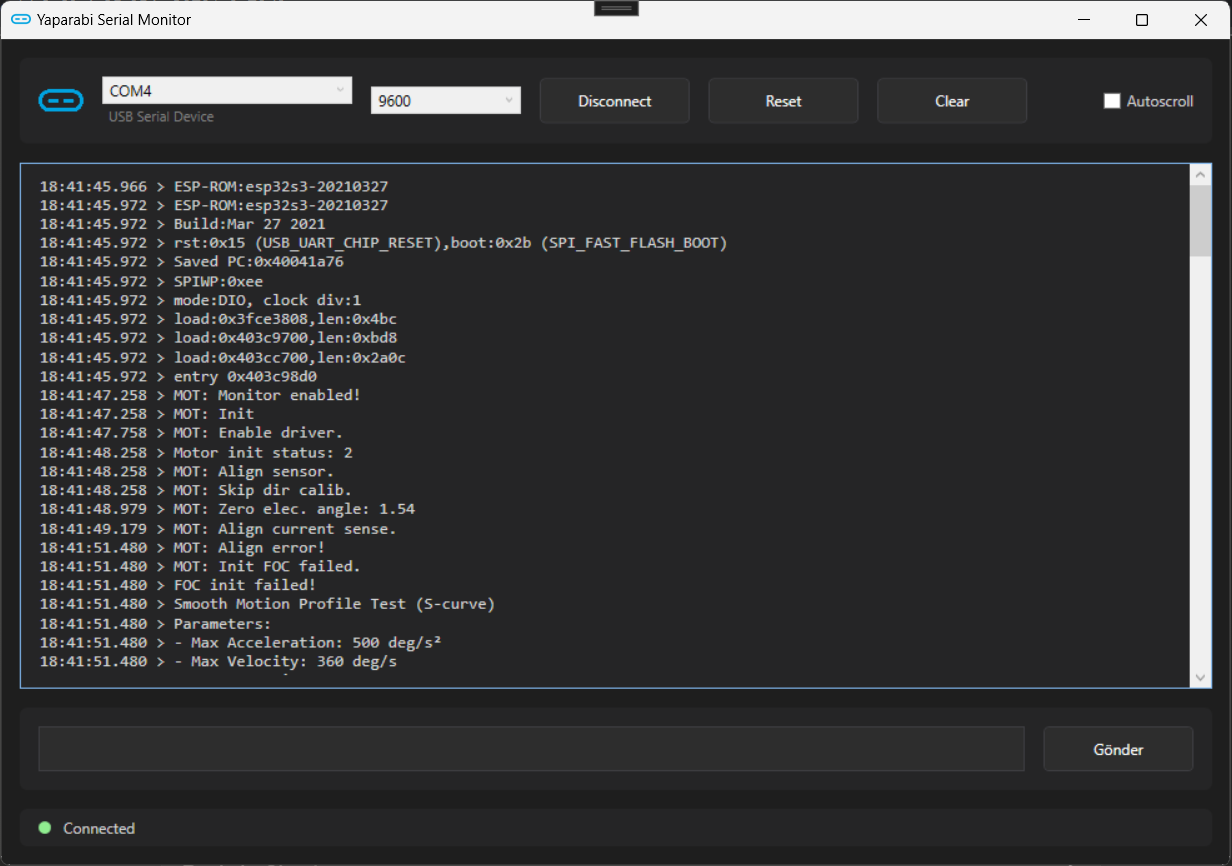 Yaparabi Serial Monitor
COM4
USB Serial Device
9600
Disconnect
Reset
Clear
Autoscroll
18:41:45.966 > ESP-ROM:esp32s3-20210327
18:41:45.972 > ESP-ROM:esp32s3-20210327
18:41:45.972 > Build:Mar 27 2021
18:41:45.972 > rst:0x15 (USB_UART_CHIP_RESET),boot:0x2b (SPI_FAST_FLASH_BOOT)
18:41:45.972 > Saved PC:0x40041a76
18:41:45.972 > SPIWP:0xee
18:41:45.972 > mode:DIO, clock div:1
18:41:45.972 > load:0x3fce3808,len:0x4bc
18:41:45.972 > load:0x403c9700,len:0xbd8
18:41:45.972 > load:0x403cc700,len:0x2a0c
18:41:45.972 > entry 0x403c98d0
18:41:47.258 > MOT: Monitor enabled!
18:41:47.258 > MOT: Init
18:41:47.758 > MOT: Enable driver.
18:41:48.258 > Motor init status: 2
18:41:48.258 > MOT: Align sensor.
18:41:48.258 > MOT: Skip dir calib.
18:41:48.979 > MOT: Zero elec. angle: 1.54
18:41:49.179 > MOT: Align current sense.
18:41:51.480 > MOT: Align error!
18:41:51.480 > MOT: Init FOC failed.
18:41:51.480 > FOC init failed!
18:41:51.480 > Smooth Motion Profile Test (S-curve)
18:41:51.480 > Parameters:
18:41:51.480 > - Max Acceleration: 500 deg/s²
18:41:51.480 > - Max Velocity: 360 deg/s
Gönder
Connected